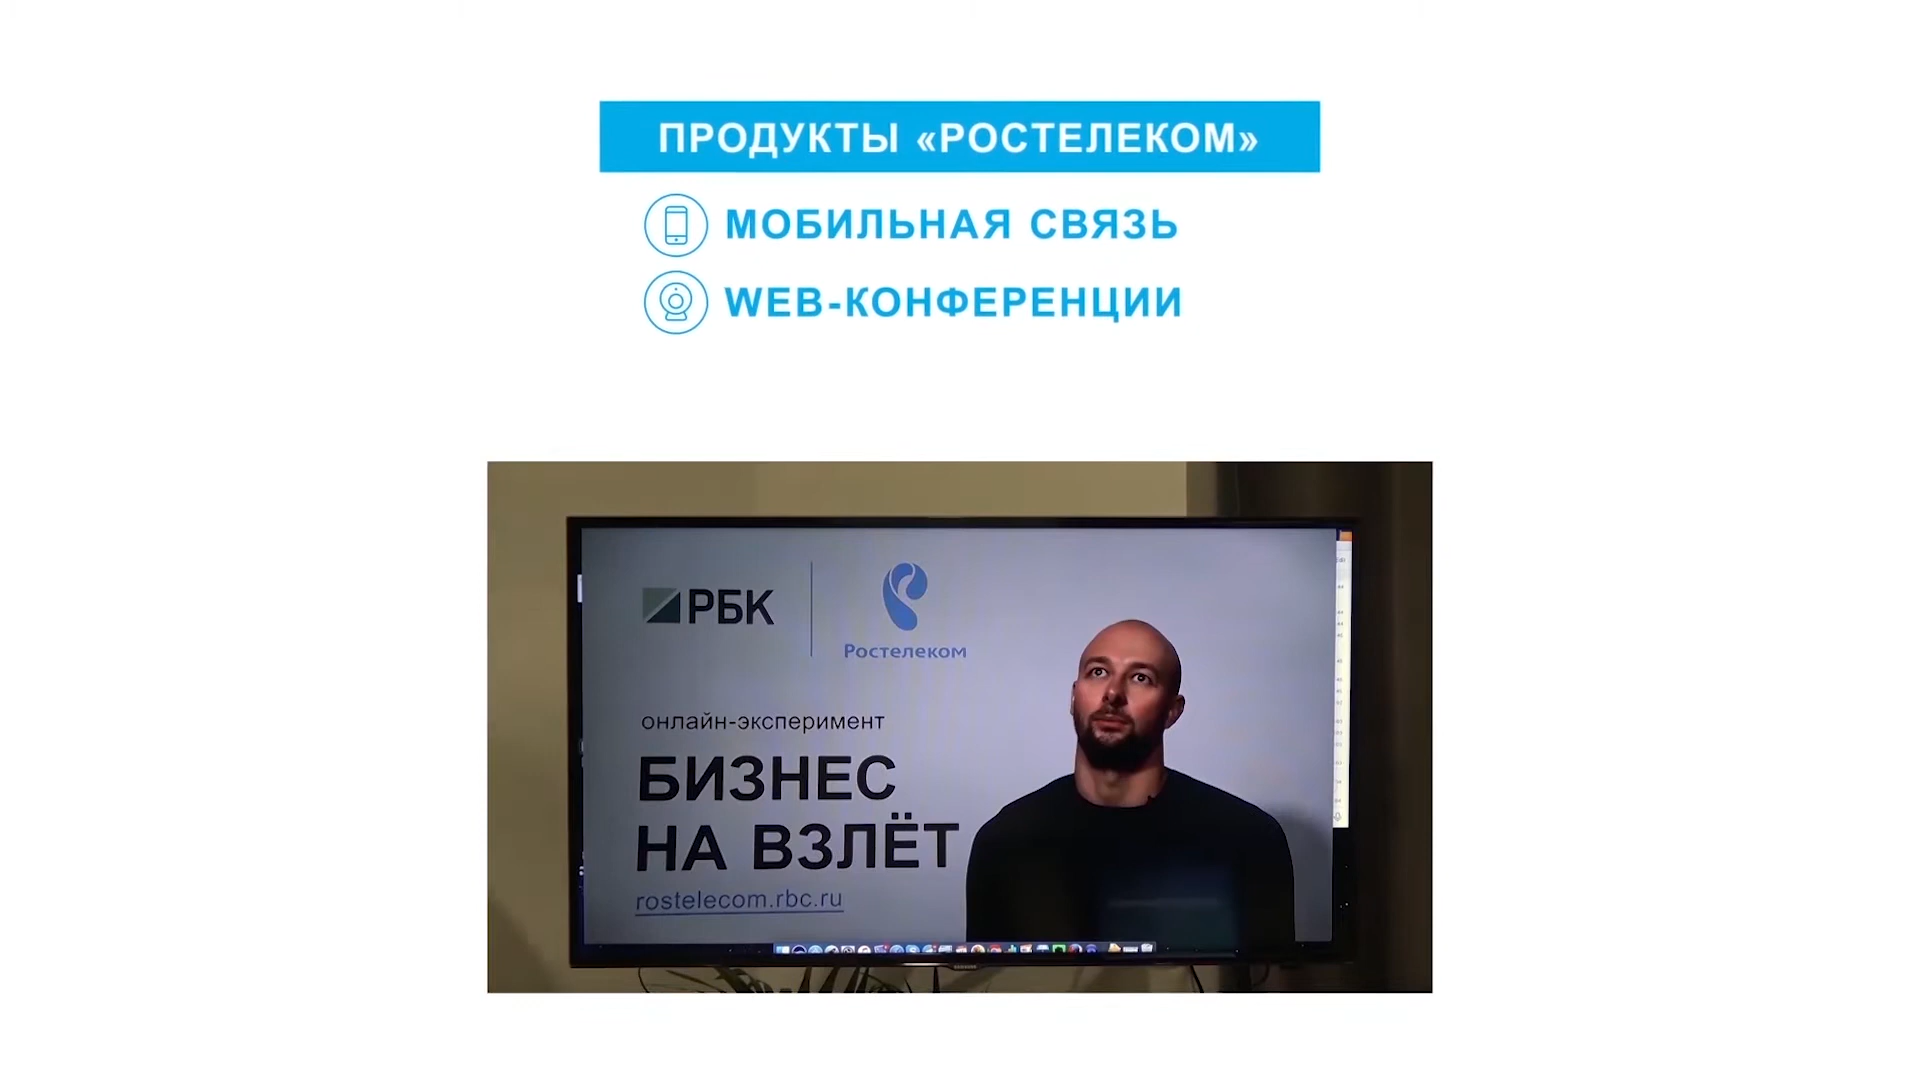 ПРОДУКТЫ «РОСТЕЛЕКОМ»
МОБИЛЬНАЯ СВЯЗЬ
WEB-КОНФЕРЕНЦИИ
РБК
Ростелеком
онлайн-эксперимент
БИЗНЕС
НА ВЗЛЁТ
rostelecom.rbc.ru